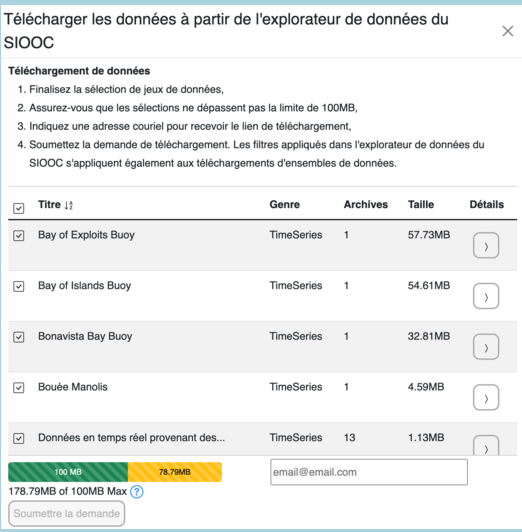 Télécharger les données à partir de l'explorateur de données du
SIOOC
Téléchargement de données
1. Finalisez la sélection de jeux de données,
2. Assurez-vous que les sélections ne dépassent pas la limite de 100MB,
3. Indiquez une adresse couriel pour recevoir le lien de téléchargement,
4. Soumettez la demande de téléchargement. Les filtres appliqués dans l'explorateur de données du
SIOOC s'appliquent également aux téléchargements d'ensembles de données.
Titre Genre Archives Taille Détails
Bay of Exploits Buoy TimeSeries 1 57.73MB
Bay of Islands Buoy TimeSeries 1 54.61MB
Bonavista Bay Buoy TimeSeries 1 32.81MB
Bouée Manolis TimeSeries 1 4.59MB
Données en temps réel provenant des... TimeSeries 13 1.13MB
100 MB 78.79MB email@email.com
178.79MB of 100MB Max ?
Soumettre la demande